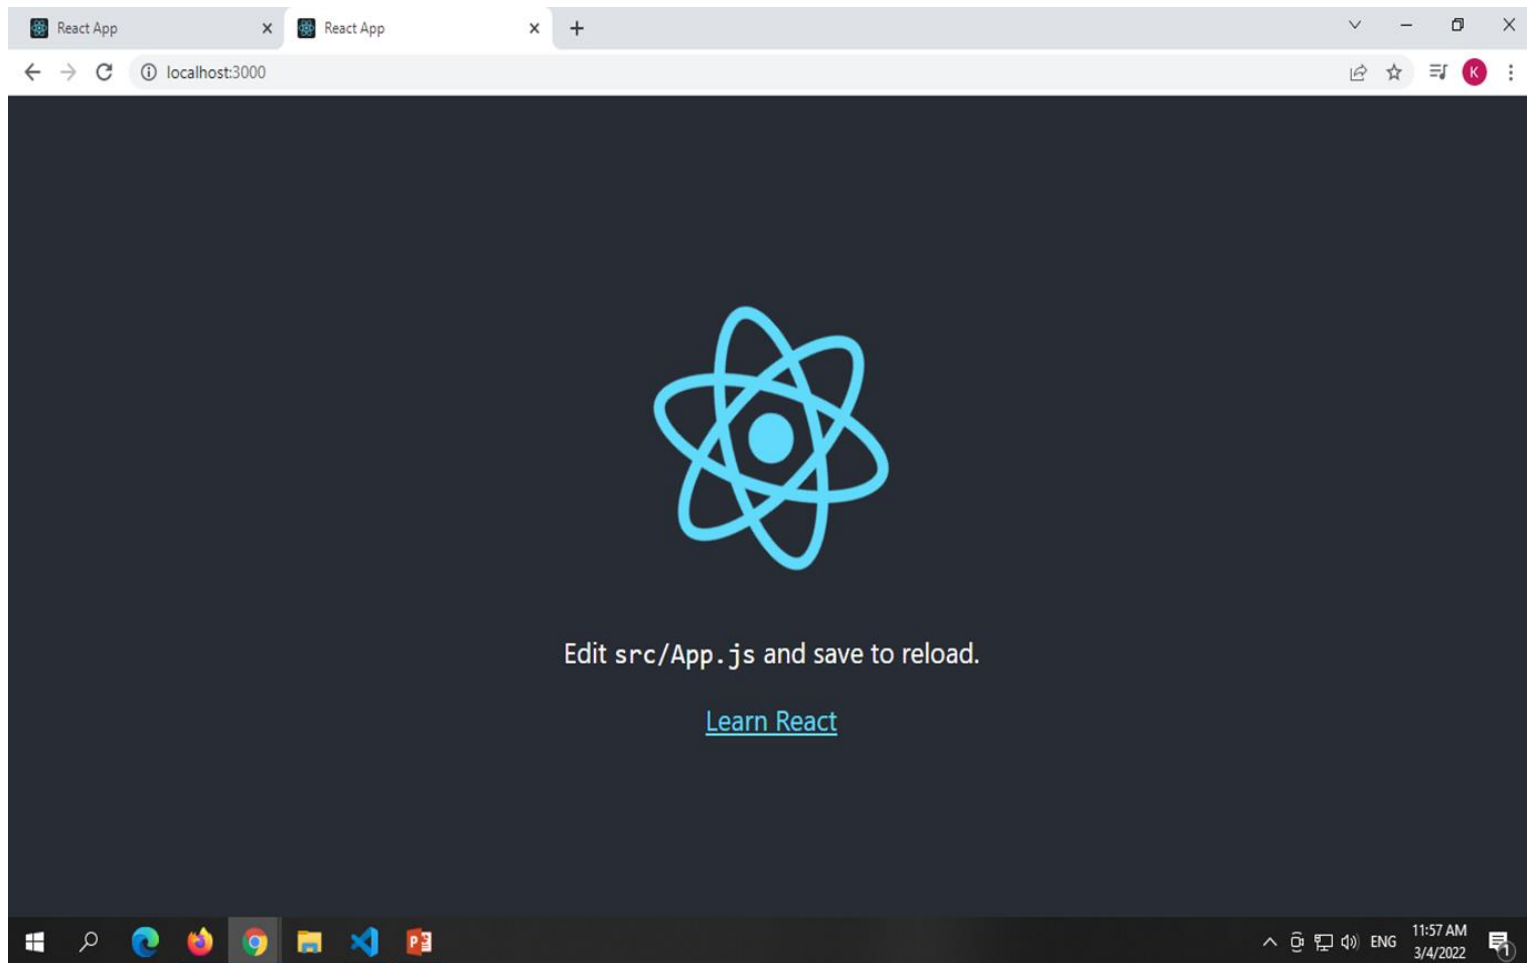 React App
React App
localhost:3000
K
Edit src/App.js and save to reload.
Learn React
ENG
11:57 AM
3/4/2022
1